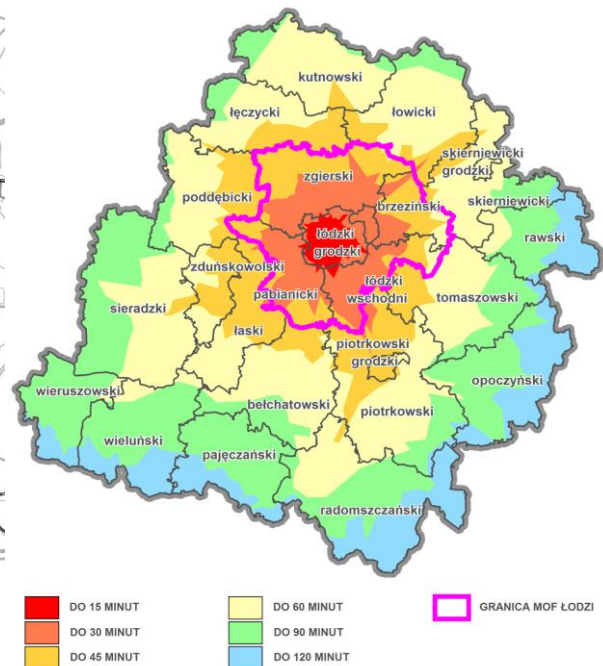 kutnowski
łęczycki
łowicki
skierniewicki
grodzki
zgierski
poddębicki
brzeziński
skierniewicki
rawski
łódzki
grodzki
zduńskowolski
łódzki
wschodni
pabianicki
sieradzki
tomaszowski
łaski
piotrkowski
grodzki
opoczyński
wieruszowski
bełchatowski
piotrkowski
wieluński
pajęczański
radomszczański
DO 15 MINUT
DO 30 MINUT
DO 45 MINUT
DO 60 MINUT
DO 90 MINUT
DO 120 MINUT
GRANICA MOF ŁODZI